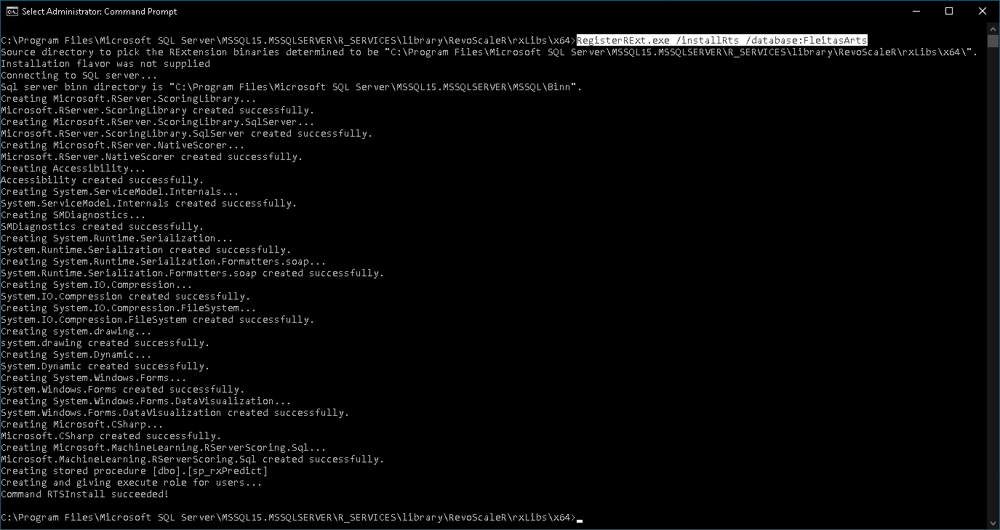 Select Administrator: Command Prompt
C:\Program Files\Microsoft SQL Server\MSSQL15.MSSQLSERVER\R_SERVICES\library\RevoScaleR\rxLibs\x64>RegisterRExt.exe /installRts /database:FleitasArts
Source directory to pick the RExtension binaries determined to be "C:\Program Files\Microsoft SQL Server\MSSQL15.MSSQLSERVER\R_SERVICES\library\RevoScaleR\rxLibs\x64\".
Installation flavor was not supplied
Connecting to SQL server...
Sql server binn directory is "C:\Program Files\Microsoft SQL Server\MSSQL15.MSSQLSERVER\MSSQL\Binn".
Creating Microsoft.RServer.ScoringLibrary...
Microsoft.RServer.ScoringLibrary created successfully.
Creating Microsoft.RServer.ScoringLibrary.SqlServer...
Microsoft.RServer.ScoringLibrary.SqlServer created successfully.
Creating Microsoft.RServer.NativeScorer...
Microsoft.RServer.NativeScorer created successfully.
Creating Accessibility...
Accessibility created successfully.
Creating System.ServiceModel.Internals...
System.ServiceModel.Internals created successfully.
Creating SMDiagnostics...
SMDiagnostics created successfully.
Creating System.Runtime.Serialization...
System.Runtime.Serialization created successfully.
Creating System.Runtime.Serialization.Formatters.soap...
System.Runtime.Serialization.Formatters.soap created successfully.
Creating System.IO.Compression...
System.IO.Compression created successfully.
Creating System.IO.Compression.FileSystem...
System.IO.Compression.FileSystem created successfully.
Creating system.drawing...
system.drawing created successfully.
Creating System.Dynamic...
System.Dynamic created successfully.
Creating System.Windows.Forms...
System.Windows.Forms created successfully.
Creating System.Windows.Forms.DataVisualization...
System.Windows.Forms.DataVisualization created successfully.
Creating Microsoft.CSharp...
Microsoft.CSharp created successfully.
Creating Microsoft.MachineLearning.RServerScoring.Sql...
Microsoft.MachineLearning.RServerScoring.Sql created successfully.
Creating stored procedure [dbo].[sp_rxPredict]
Creating and giving execute role for users...
Command RTSInstall succeeded!
C:\Program Files\Microsoft SQL Server\MSSQL15.MSSQLSERVER\R_SERVICES\library\RevoScaleR\rxLibs\x64>